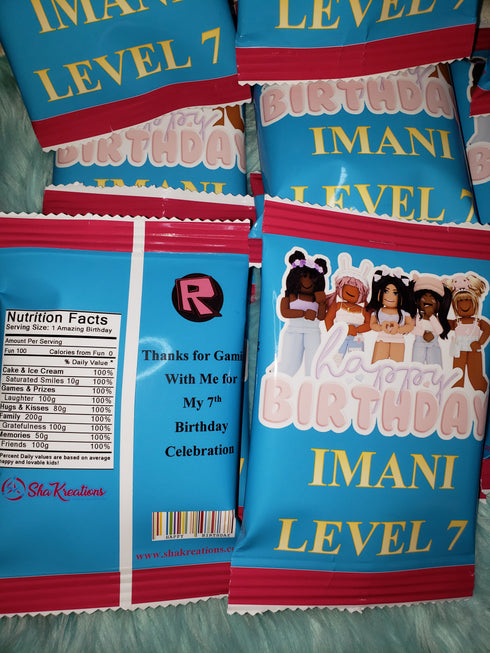 IMANI
LEVEL 7
LEVEL 7
happy
BIRTHDAY
IMANI
BIRTHDAY
IMANI
LEVEL 7
Nutrition Facts
Serving Size: 1 Amazing Birthday
Amount Per Serving
Fun 100 Calories from Fun 0
% Daily Value *
Cake & Ice Cream 100%
Saturated Smiles 10g 100%
Games & Prizes 100%
Laughter 100g 100%
Hugs & Kisses 80g 100%
Family 200g 100%
Gratefulness 100g 100%
Memories 50g 100%
Friends 100g 100%
Percent Daily values are based on average
happy and lovable kids!
SK ShaKreations
R
Thanks for Gami
With Me for
My 7th
Birthday
Celebration
HAPPY BIRTHDAY
www.shakreations.c
happy
BIRTHDAY
IMANI
LEVEL 7